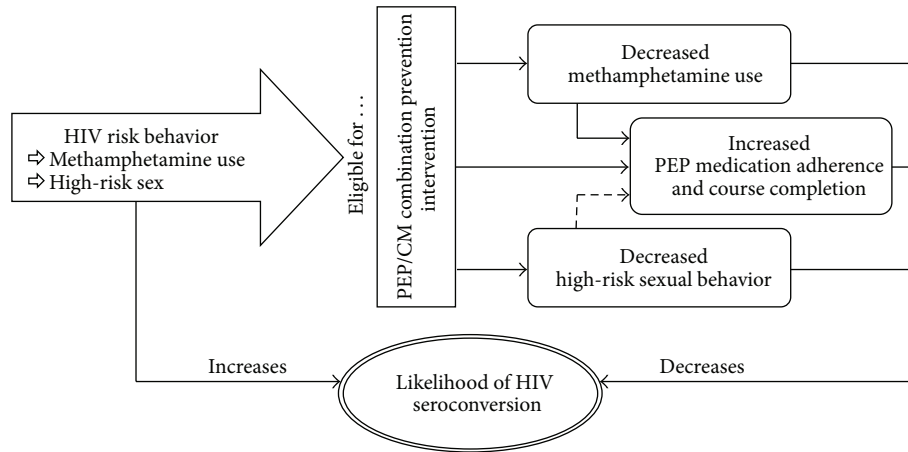 HIV risk behavior
⇨ Methamphetamine use
⇨ High-risk sex
Eligible for …
PEP/CM combination prevention
intervention
Decreased
methamphetamine use
Increased
PEP medication adherence
and course completion
Decreased
high-risk sexual behavior
Increases
Likelihood of HIV
seroconversion
Decreases